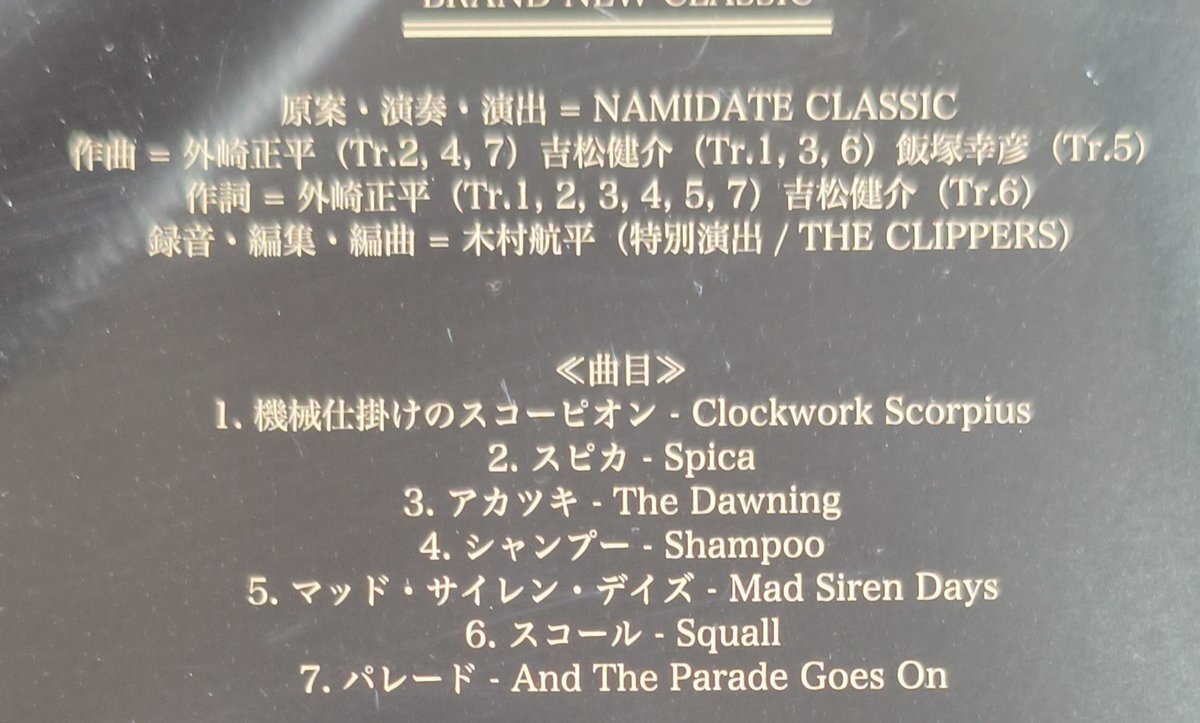 BRAND NEW CLASSIC
原案・演奏・演出 = NAMIDATE CLASSIC
作曲 = 外崎正平（Tr.2, 4, 7）吉松健介（Tr.1, 3, 6）飯塚幸彦（Tr.5）
作詞 = 外崎正平（Tr.1, 2, 3, 4, 5, 7）吉松健介（Tr.6）
録音・編集・編曲 = 木村航平（特別演出 / THE CLIPPERS）
≪曲目≫
1. 機械仕掛けのスコーピオン - Clockwork Scorpius
2. スピカ - Spica
3. アカツキ - The Dawning
4. シャンプー - Shampoo
5. マッド・サイレン・デイズ - Mad Siren Days
6. スコール - Squall
7. パレード - And The Parade Goes On